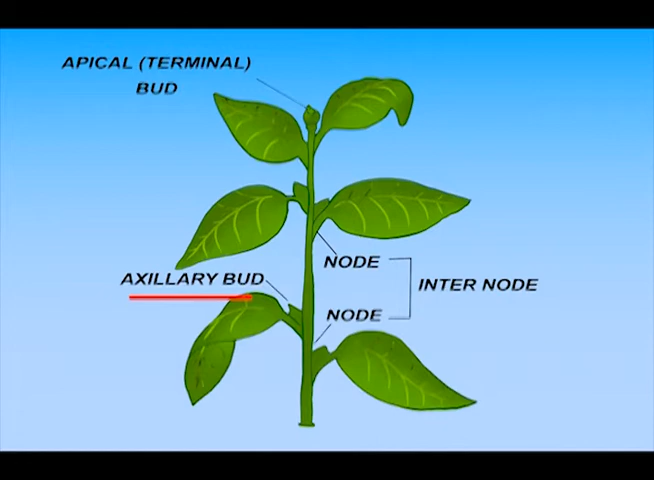 APICAL (TERMINAL)
BUD
NODE
AXILLARY BUD
INTER NODE
NODE